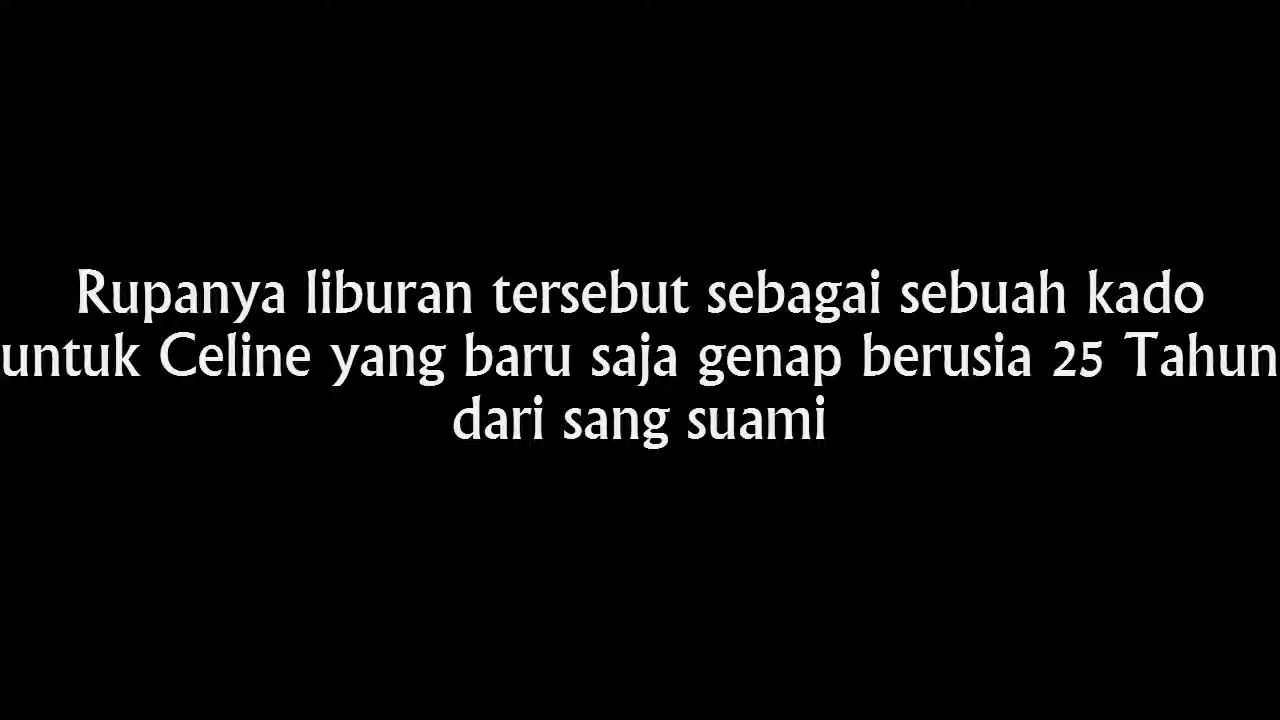 Rupanya liburan tersebut sebagai sebuah kado
untuk Celine yang baru saja genap berusia 25 Tahun
dari sang suami